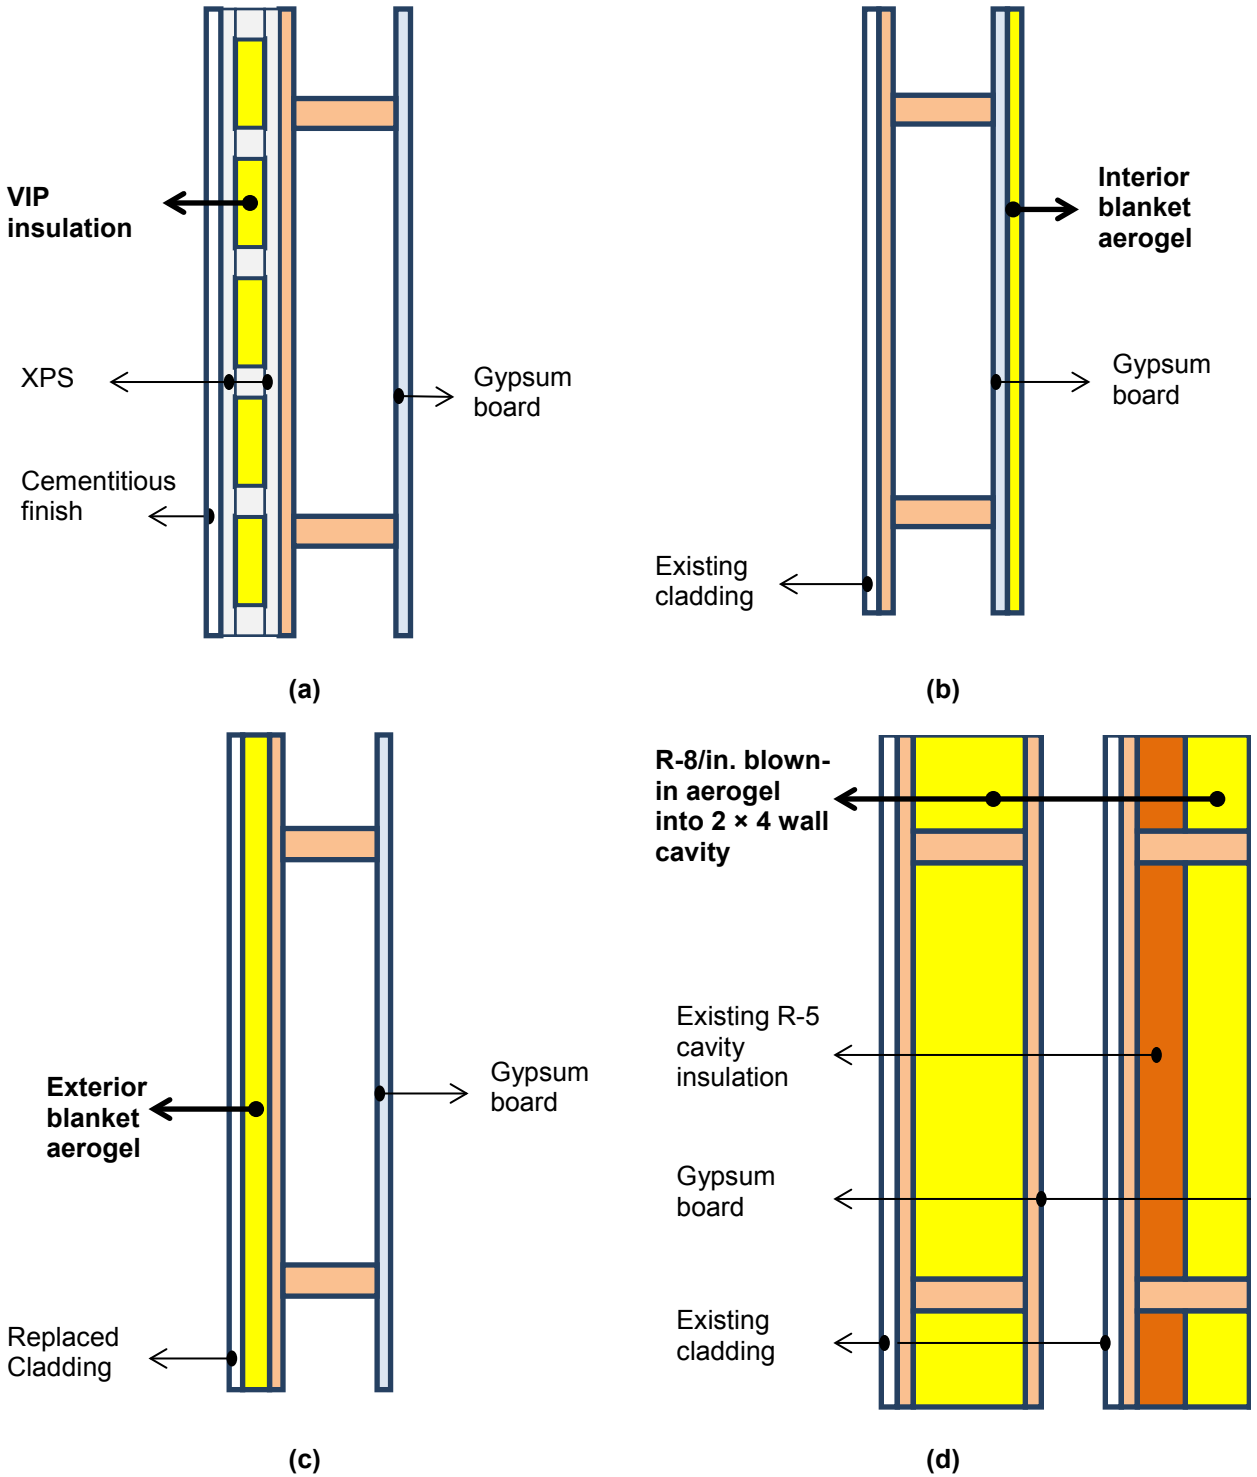 VIP
insulation
XPS
Cementitious
finish
Gypsum
board
(a)
Interior
blanket
aerogel
Gypsum
board
Existing
cladding
(b)
Exterior
blanket
aerogel
Gypsum
board
Replaced
Cladding
(c)
R-8/in. blown-
in aerogel
into 2 × 4 wall
cavity
Existing R-5
cavity
insulation
Gypsum
board
Existing
cladding
(d)